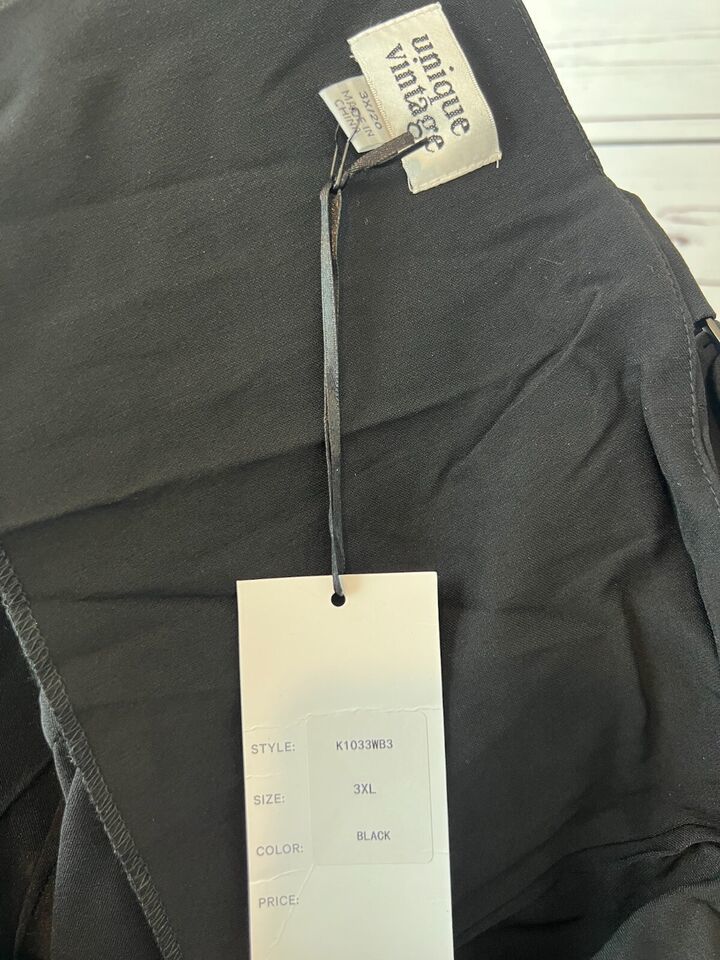 unique
vintage
3X/20
MADE IN
CHINA
STYLE: K1033WB3
SIZE: 3XL
COLOR: BLACK
PRICE: